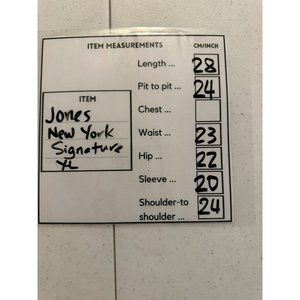 ITEM MEASUREMENTS CM/INCH
Length ... 28
Pit to pit ... 24
Chest ...
Waist ... 23
Hip ... 22
Sleeve ... 20
Shoulder-to
shoulder ... 24
ITEM
Jones
New York
Signature
XL